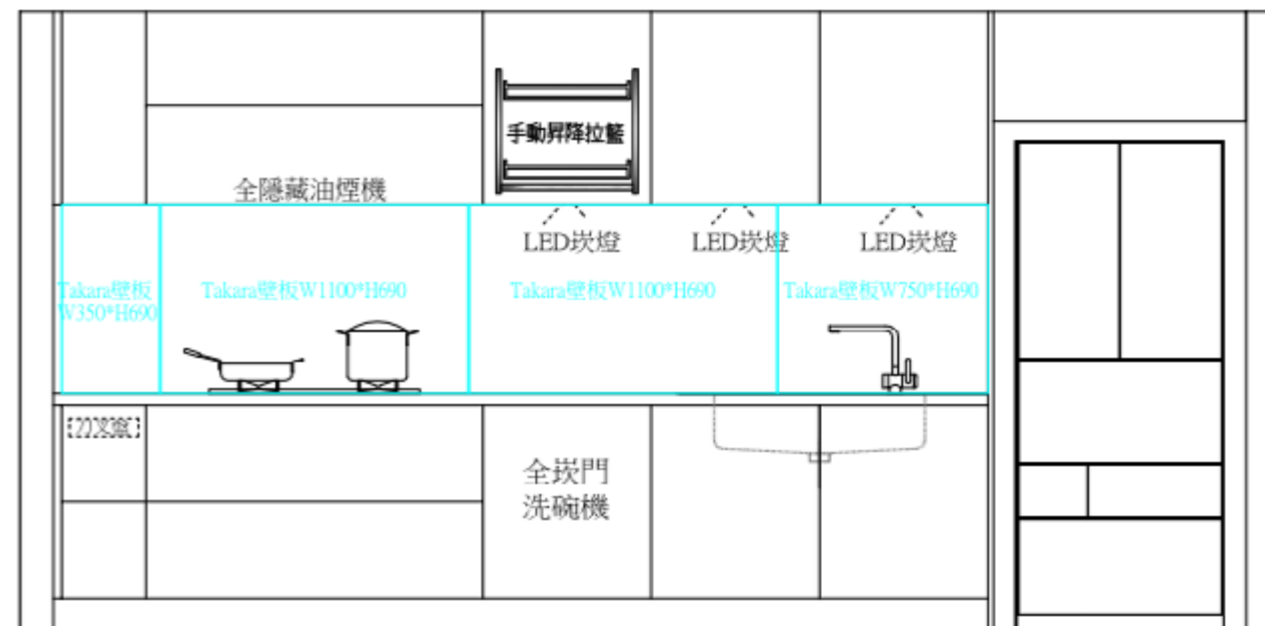 手動昇降拉籃
全隱藏油煙機
LED崁燈
LED崁燈
LED崁燈
Takara壁板
W350*H690
Takara壁板W1100*H690
Takara壁板W1100*H690
Takara壁板W750*H690
刀叉盒
全崁門
洗碗機